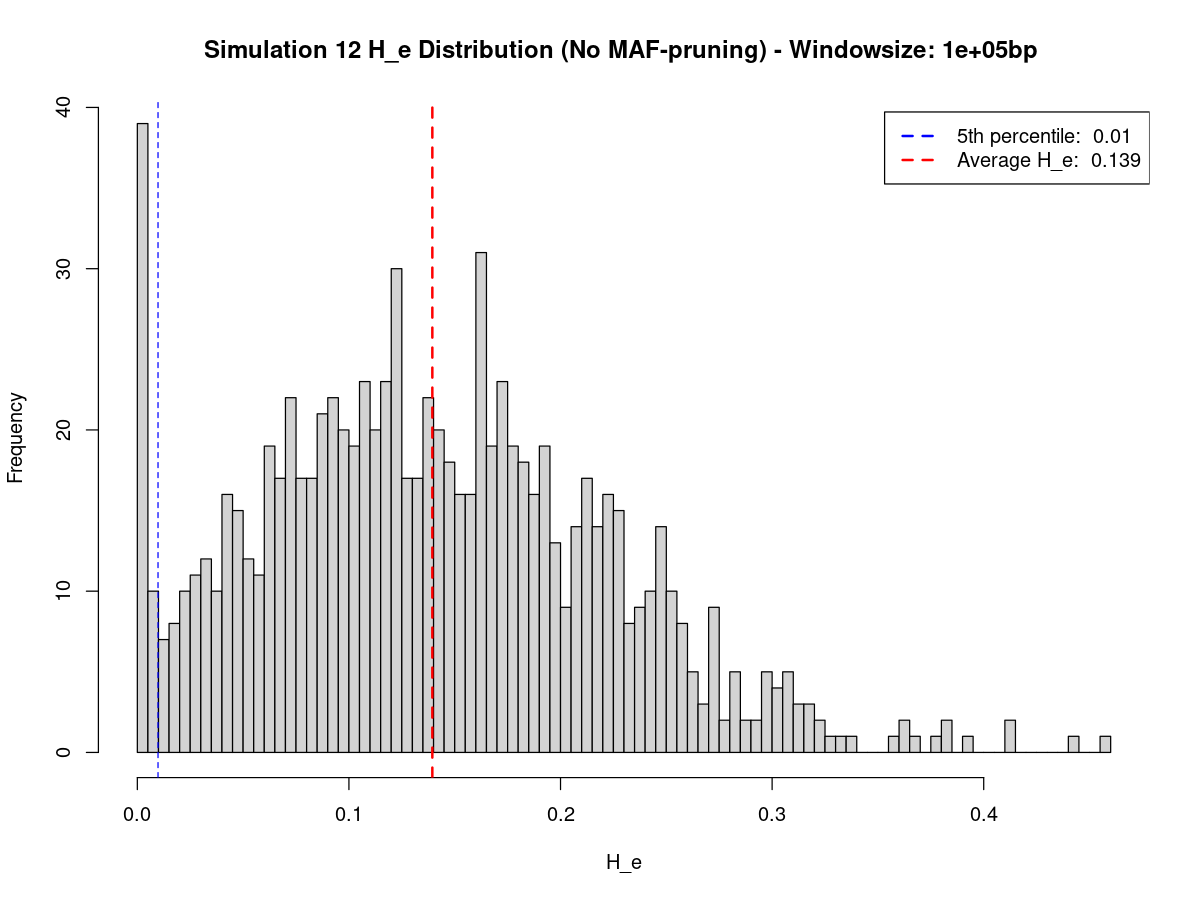 Simulation 12 H_e Distribution (No MAF-pruning) - Windowsize: 1e+05bp
5th percentile: 0.01
Average H_e: 0.139
Frequency
40
30
20
10
0
0.0 0.1 0.2 0.3 0.4
H_e